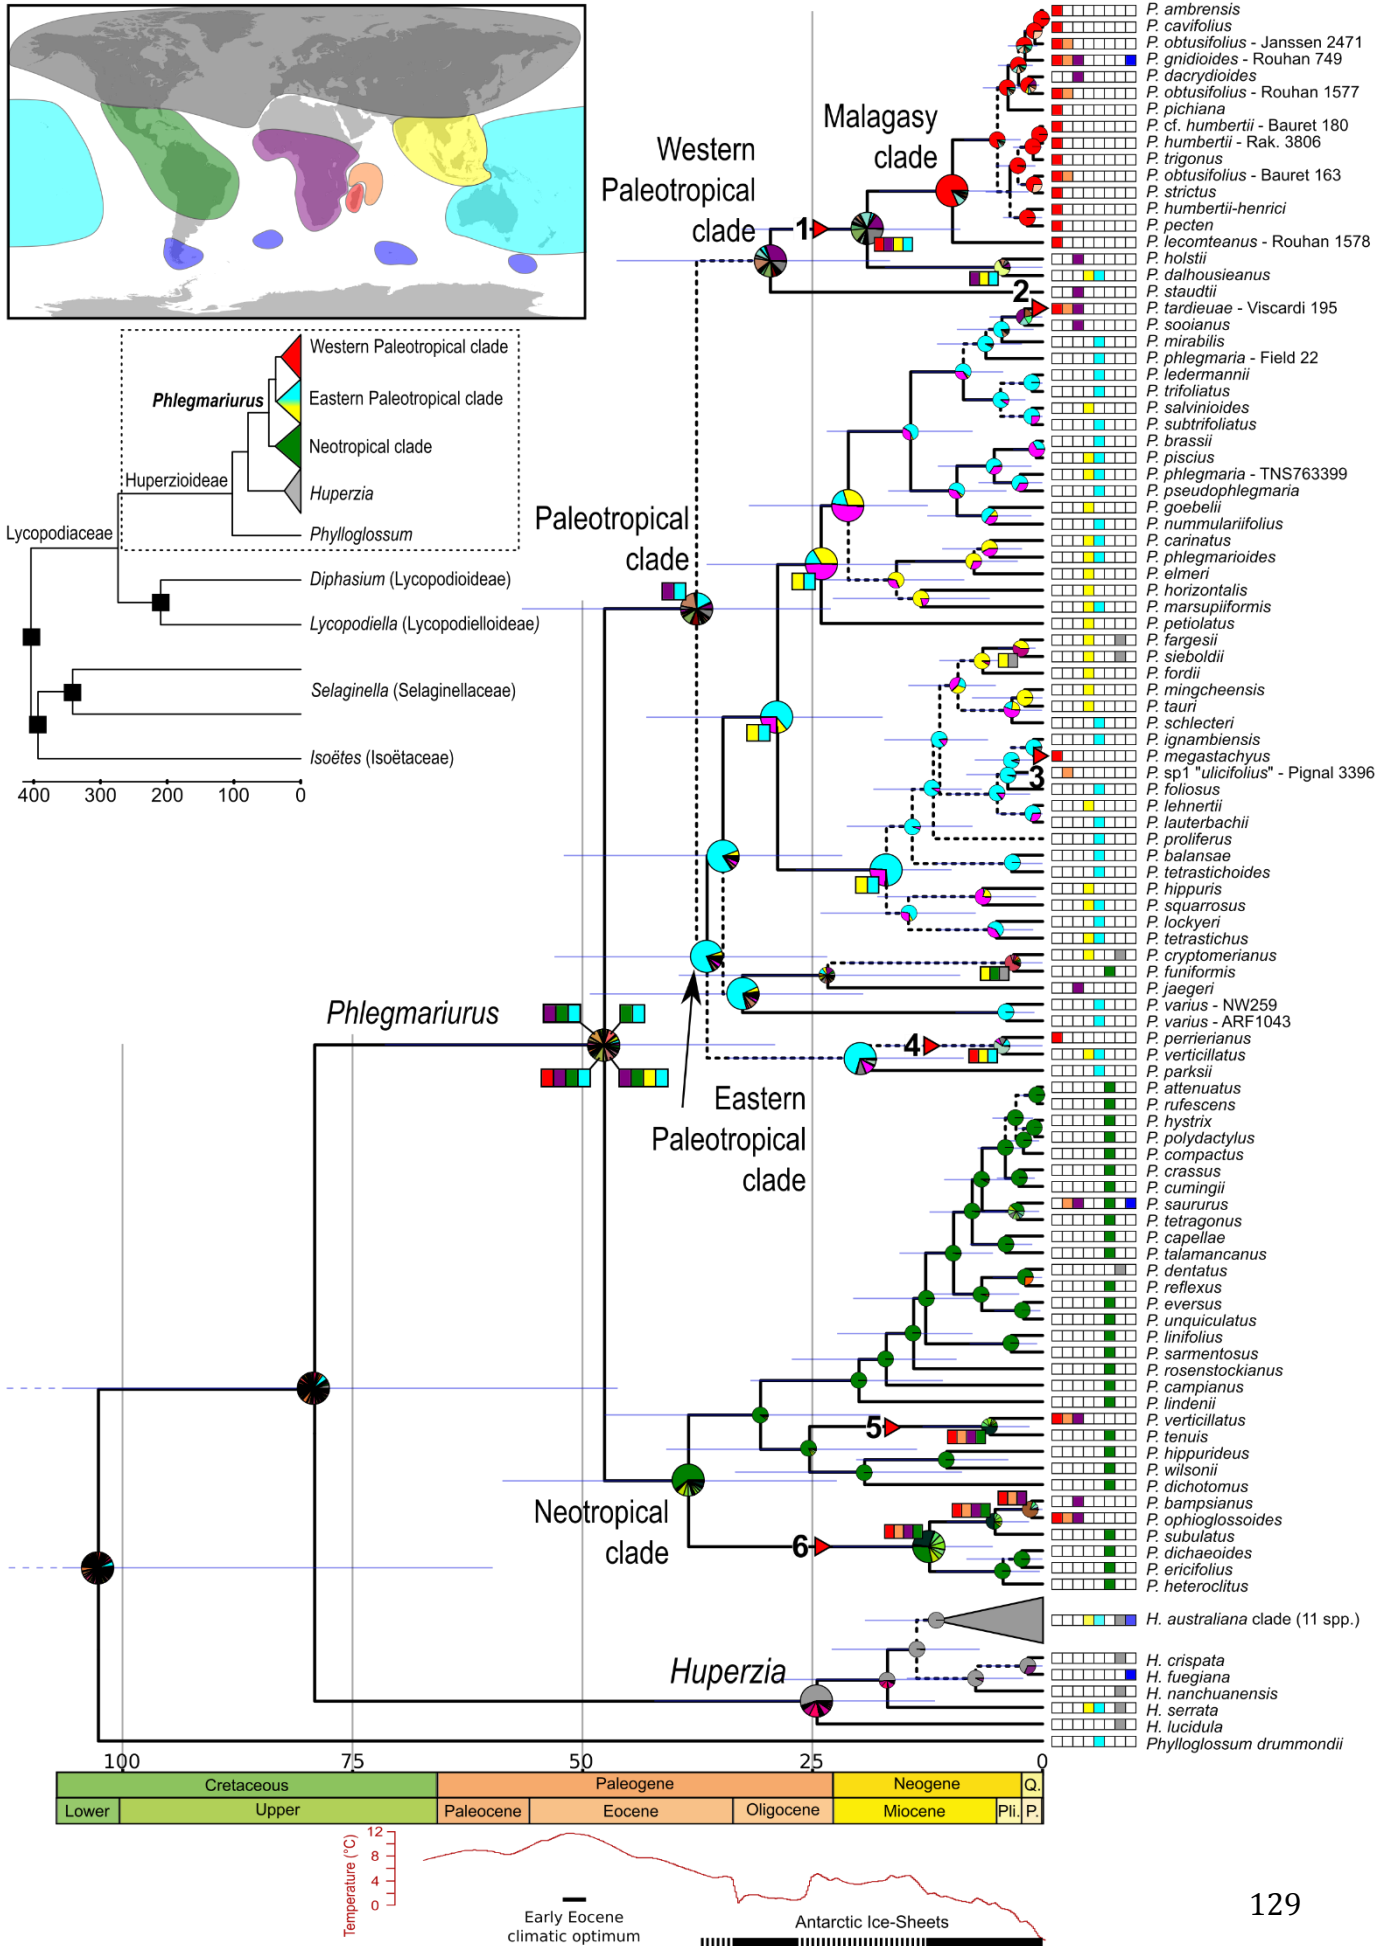 Western Paleotropical clade
Phlegmariurus
Eastern Paleotropical clade
Neotropical clade
Huperzioideae
Huperzia
Lycopodiaceae
Phylloglossum
Diphasium (Lycopodioideae)
Lycopodiella (Lycopodielloideae)
Selaginella (Selaginellaceae)
Isoëtes (Isoëtaceae)
400 300 200 100 0
Malagasy
clade
Western
Paleotropical
clade
1
2
Paleotropical
clade
3
Phlegmariurus
4
Eastern
Paleotropical
clade
5
Neotropical
clade
6
Huperzia
P. ambrensis
P. cavifolius
P. obtusifolius - Janssen 2471
P. gnidioides - Rouhan 749
P. dacrydioides
P. obtusifolius - Rouhan 1577
P. pichiana
P. cf. humbertii - Bauret 180
P. humbertii - Rak. 3806
P. trigonus
P. obtusifolius - Bauret 163
P. strictus
P. humbertii-henrici
P. pecten
P. lecomteanus - Rouhan 1578
P. holstii
P. dalhousieanus
P. staudtii
P. tardieuae - Viscardi 195
P. sooianus
P. mirabilis
P. phlegmaria - Field 22
P. ledermannii
P. trifoliatus
P. salvinioides
P. subtrifoliatus
P. brassii
P. piscius
P. phlegmaria - TNS763399
P. pseudophlegmaria
P. goebelii
P. nummulariifolius
P. carinatus
P. phlegmarioides
P. elmeri
P. horizontalis
P. marsupiiformis
P. petiolatus
P. fargesii
P. sieboldii
P. fordii
P. mingcheensis
P. tauri
P. schlecteri
P. ignambiensis
P. megastachyus
P. sp1 "ulicifolius" - Pignal 3396
P. foliosus
P. lehnertii
P. lauterbachii
P. proliferus
P. balansae
P. tetrastichoides
P. hippuris
P. squarrosus
P. lockyeri
P. tetrastichus
P. cryptomerianus
P. funiformis
P. jaegeri
P. varius - NW259
P. varius - ARF1043
P. perrierianus
P. verticillatus
P. parksii
P. attenuatus
P. rufescens
P. hystrix
P. polydactylus
P. compactus
P. crassus
P. cumingii
P. saururus
P. tetragonus
P. capellae
P. talamancanus
P. dentatus
P. reflexus
P. eversus
P. unquiculatus
P. linifolius
P. sarmentosus
P. rosenstockianus
P. campianus
P. lindenii
P. verticillatus
P. tenuis
P. hippurideus
P. wilsonii
P. dichotomus
P. bampsianus
P. ophioglossoides
P. subulatus
P. dichaeoides
P. ericifolius
P. heteroclitus
H. australiana clade (11 spp.)
H. crispata
H. fuegiana
H. nanchuanensis
H. serrata
H. lucidula
Phylloglossum drummondii
100 75 50 25 0
Cretaceous Paleogene Neogene Q.
Lower Upper Paleocene Eocene Oligocene Miocene Pli. P.
Temperature (°C)
12
8
4
0
Early Eocene
climatic optimum
Antarctic Ice-Sheets
129